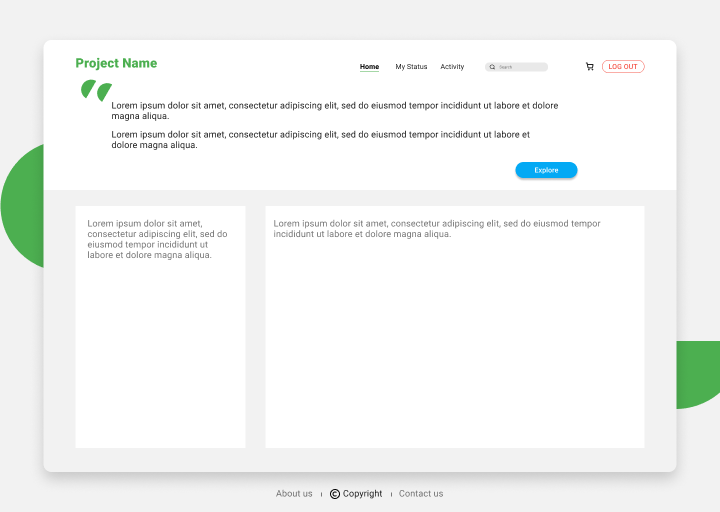 Project Name
Home
My Status
Activity
Search
LOG OUT
Lorem ipsum dolor sit amet, consectetur adipiscing elit, sed do eiusmod tempor incididunt ut labore et dolore
magna aliqua.
Lorem ipsum dolor sit amet, consectetur adipiscing elit, sed do eiusmod tempor incididunt ut labore et
dolore magna aliqua.
Explore
Lorem ipsum dolor sit amet,
consectetur adipiscing elit, sed do
eiusmod tempor incididunt ut
labore et dolore magna aliqua.
Lorem ipsum dolor sit amet, consectetur adipiscing elit, sed do eiusmod tempor
incididunt ut labore et dolore magna aliqua.
About us | © Copyright | Contact us